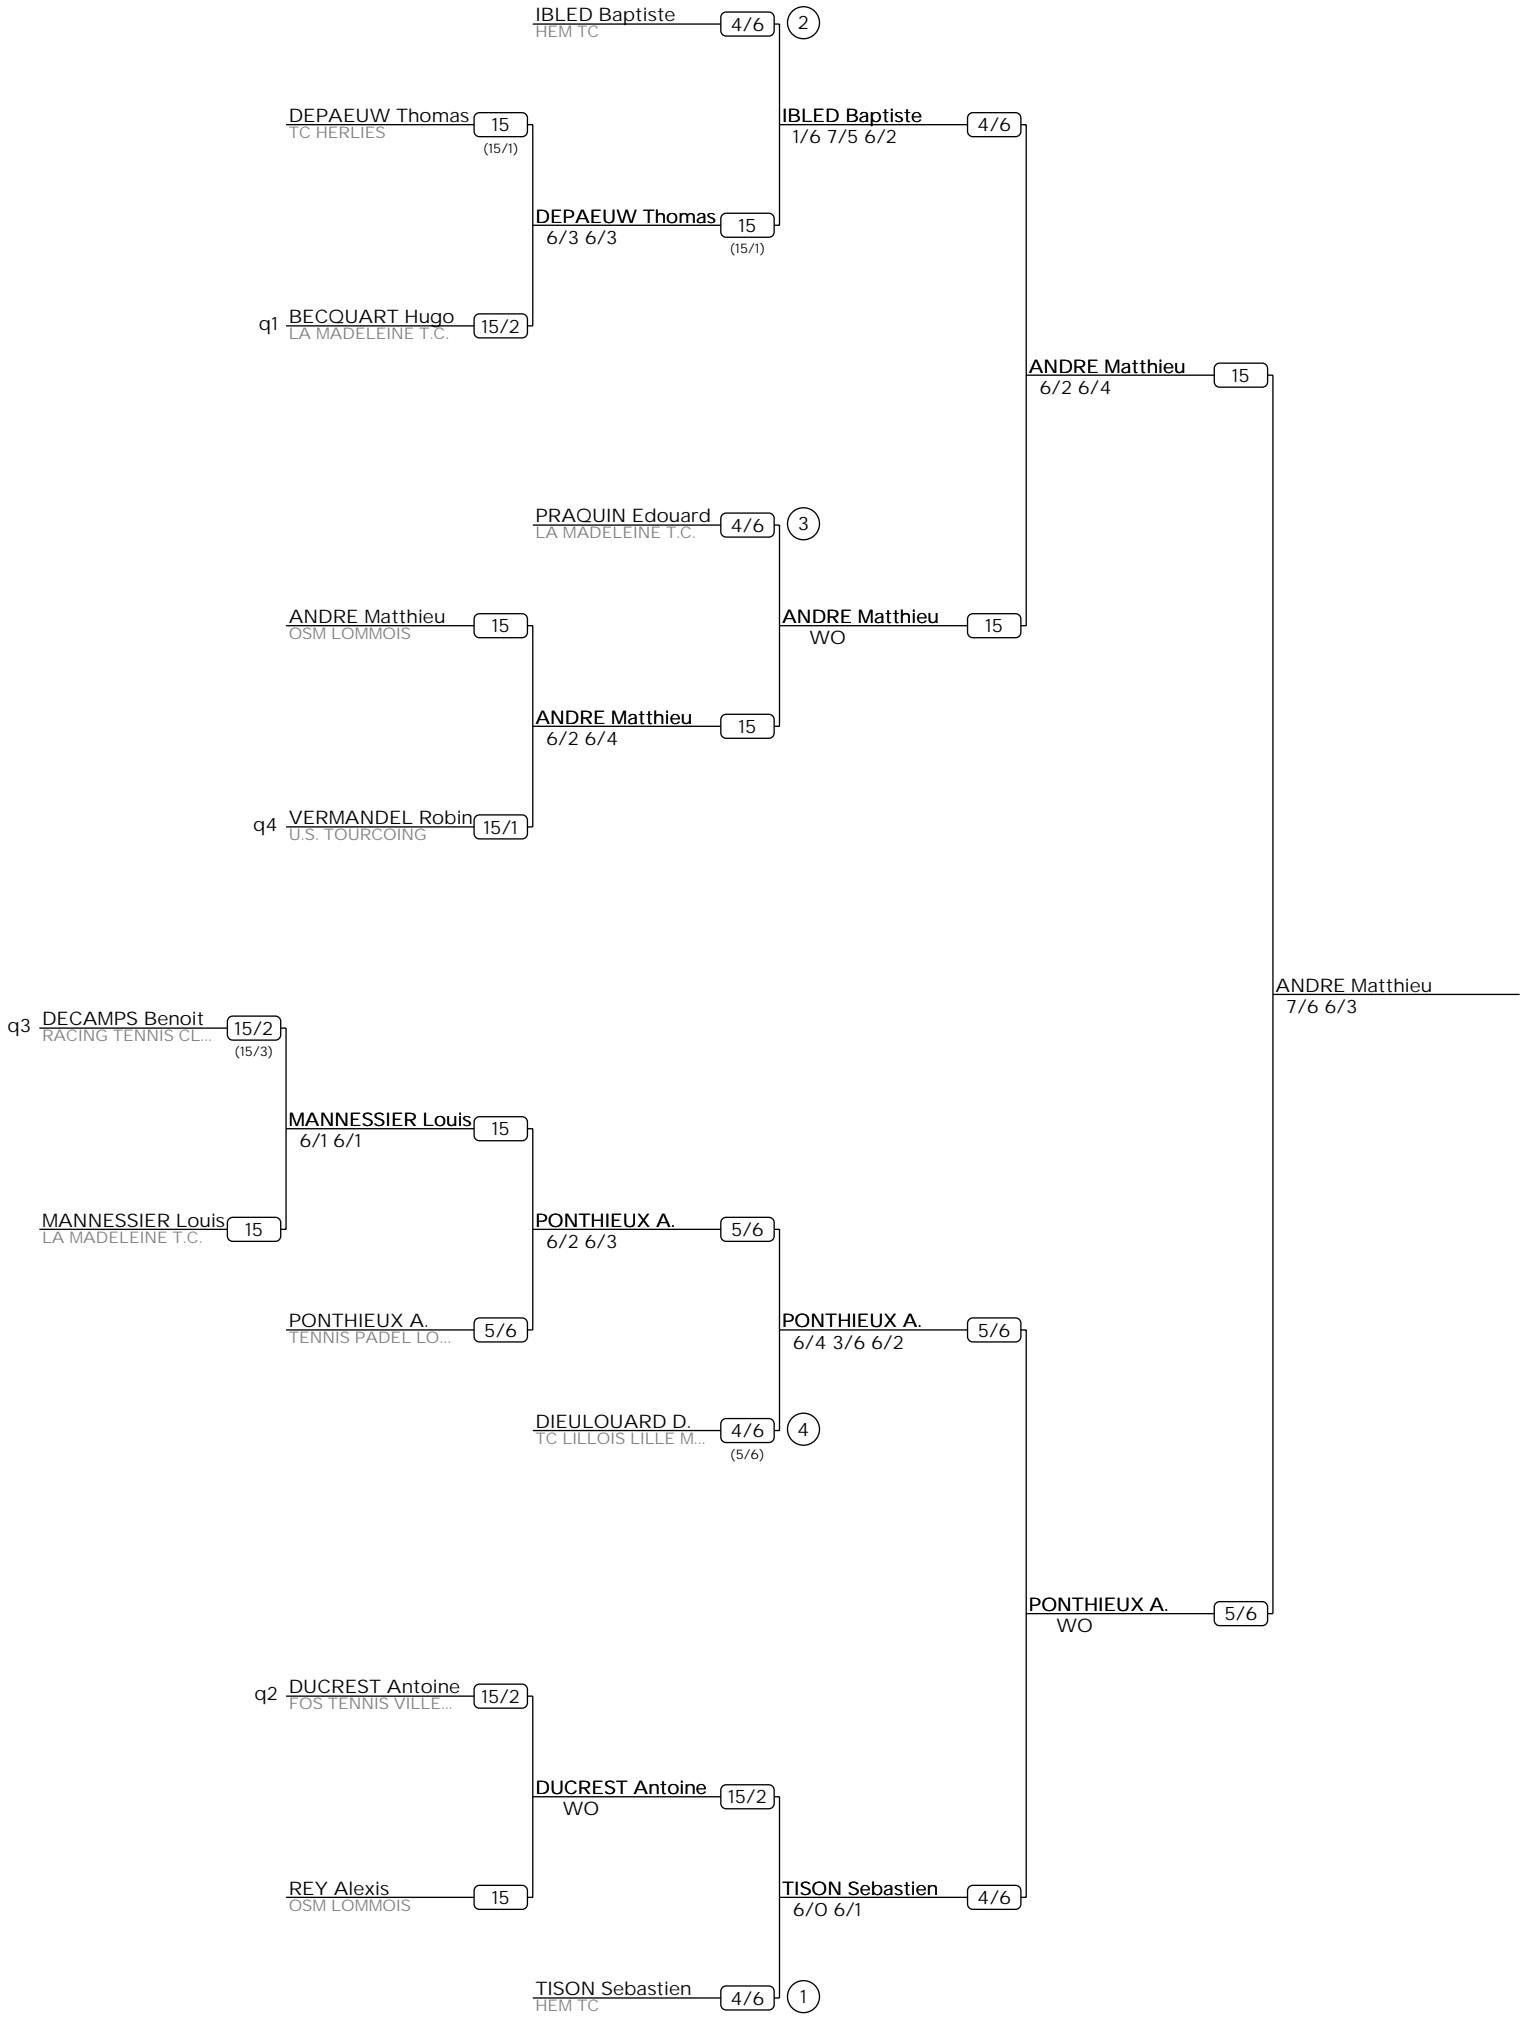 IBLED Baptiste 4/6 2
HEM TC
DEPAEUW Thomas 15 IBLED Baptiste 4/6
TC HERLIES 1/6 7/5 6/2
(15/1)
DEPAEUW Thomas 15
6/3 6/3
(15/1)
q1 BECQUART Hugo 15/2
LA MADELEINE T.C.
ANDRE Matthieu 15
6/2 6/4
PRAQUIN Edouard 4/6 3
LA MADELEINE T.C.
ANDRE Matthieu 15 ANDRE Matthieu 15
OSM LOMMOIS WO
ANDRE Matthieu 15
6/2 6/4
q4 VERMANDEL Robin 15/1
U.S. TOURCOING
ANDRE Matthieu
7/6 6/3
q3 DECAMPS Benoit 15/2
RACING TENNIS CL...
(15/3)
MANNESSIER Louis 15
6/1 6/1
MANNESSIER Louis 15 PONTHIEUX A. 5/6
LA MADELEINE T.C. 6/2 6/3
PONTHIEUX A. 5/6 PONTHIEUX A. 5/6
TENNIS PADEL LO... 6/4 3/6 6/2
DIEULOUARD D. 4/6 4
TC LILLOIS LILLE M...
(5/6)
PONTHIEUX A. 5/6
WO
q2 DUCREST Antoine 15/2
FOS TENNIS VILLE...
DUCREST Antoine 15/2
WO
REY Alexis 15 TISON Sebastien 4/6
OSM LOMMOIS 6/0 6/1
TISON Sebastien 4/6 1
HEM TC